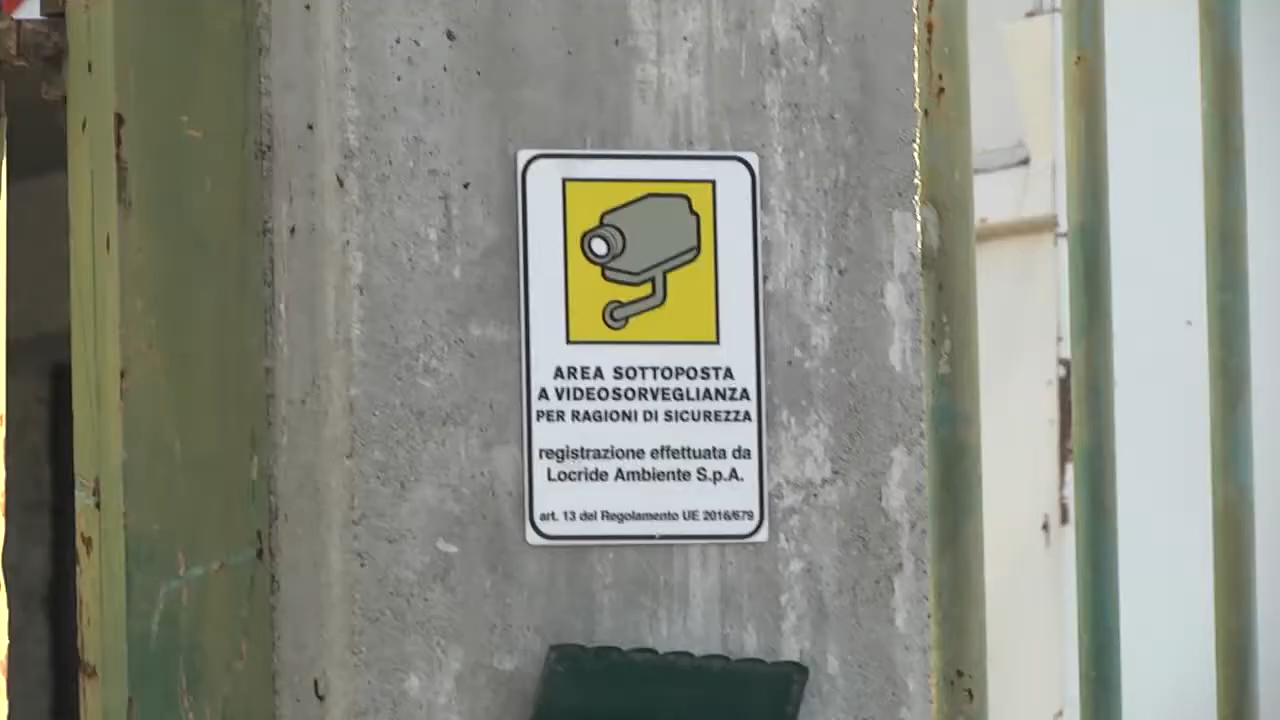 AREA SOTTOPOSTA
A VIDEOSORVEGLIANZA
PER RAGIONI DI SICUREZZA
registrazione effettuata da
Locride Ambiente S.p.A.
art. 13 del Regolamento UE 2016/679